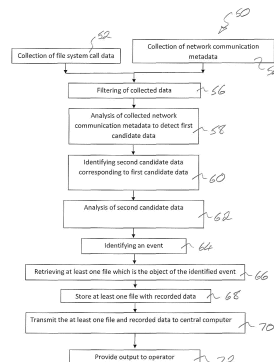 50
52
Collection of file system call data
Collection of network communication
metadata
Filtering of collected data
56
Analysis of collected network
communication metadata to detect first
candidate data
58
Identifying second candidate data
corresponding to first candidate data
60
Analysis of second candidate data
62
Identifying an event
64
Retrieving at least one file which is the object of the identified event
66
Store at least one file with recorded data
68
Transmit the at least one file and recorded data to central computer
70
Provide output to operator